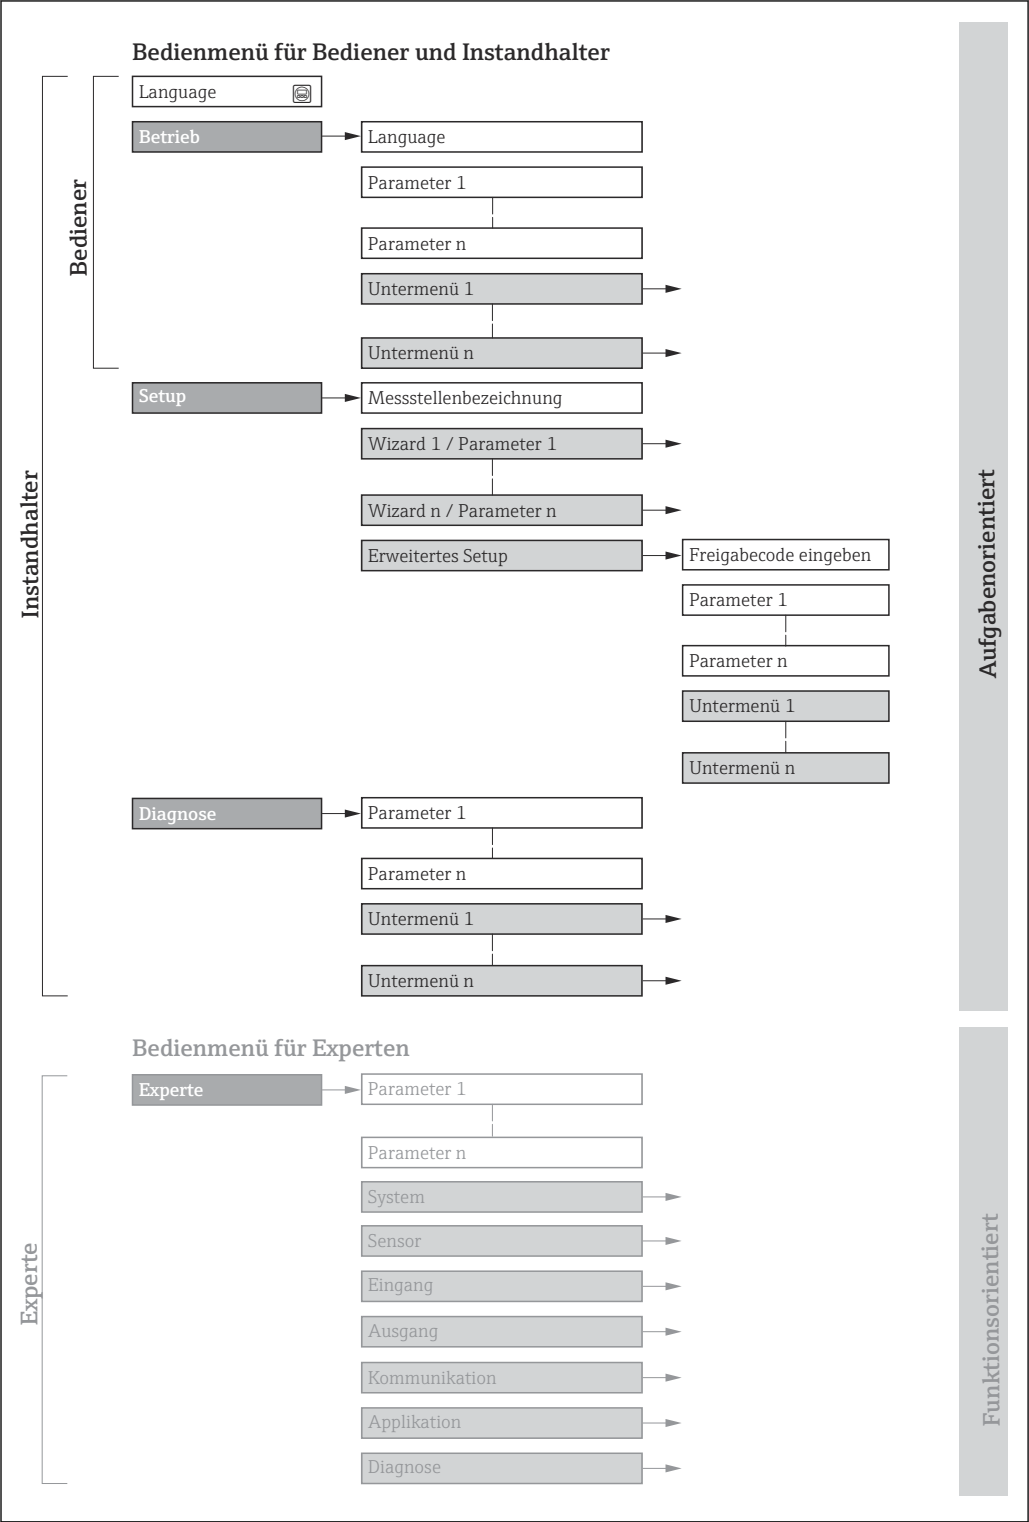 Bedienmenü für Bediener und Instandhalter
Instandhalter
Bediener
Language
Betrieb
Language
Parameter 1
Parameter n
Untermenü 1
Untermenü n
Setup
Messstellenbezeichnung
Wizard 1 / Parameter 1
Wizard n / Parameter n
Erweitertes Setup
Freigabecode eingeben
Parameter 1
Parameter n
Untermenü 1
Untermenü n
Diagnose
Parameter 1
Parameter n
Untermenü 1
Untermenü n
Aufgabenorientiert
Bedienmenü für Experten
Experte
Experte
Parameter 1
Parameter n
System
Sensor
Eingang
Ausgang
Kommunikation
Applikation
Diagnose
Funktionsorientiert